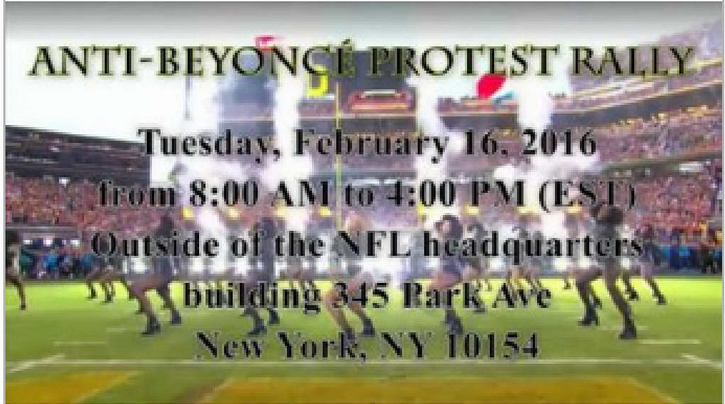 ANTI-BEYONCÉ PROTEST RALLY
Tuesday, February 16, 2016
from 8:00 AM to 4:00 PM (EST)
Outside of the NFL headquarters
building 345 Park Ave
New York, NY 10154